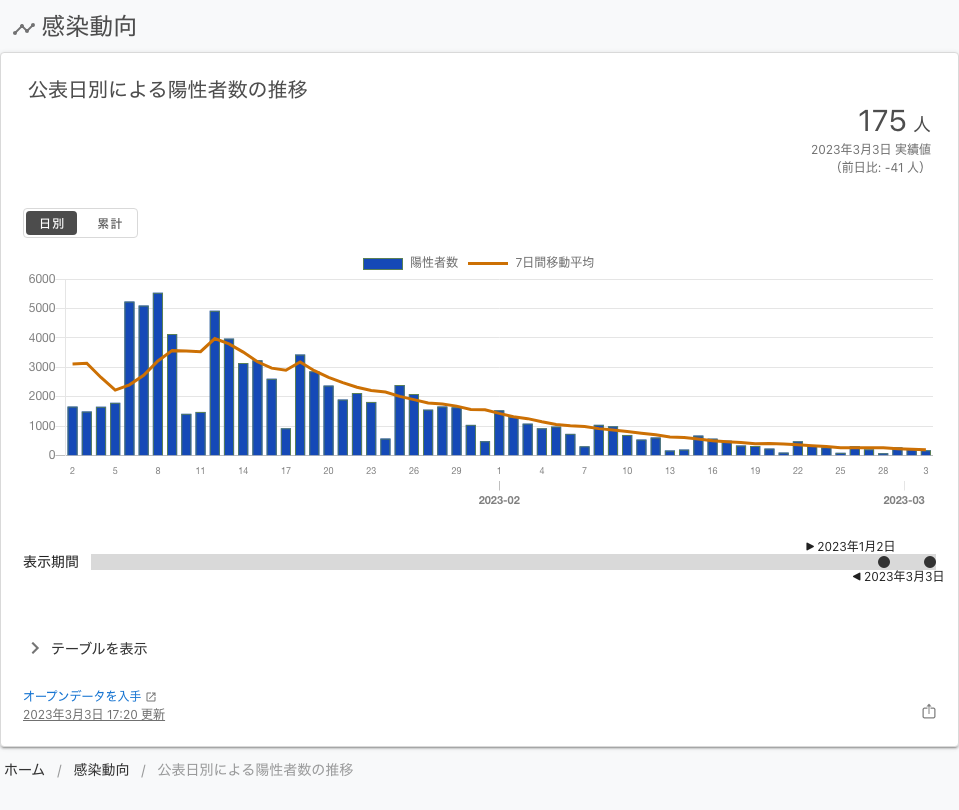 感染動向
公表日別による陽性者数の推移
175 人
2023年3月3日 実績値
（前日比: -41 人）
日別 累計
陽性者数 7日間移動平均
6000
5000
4000
3000
2000
1000
0
2 5 8 11 14 17 20 23 26 29 1 4 7 10 13 16 19 22 25 28 3
2023-02 2023-03
▶ 2023年1月2日
表示期間
◀ 2023年3月3日
テーブルを表示
オープンデータを入手
2023年3月3日 17:20 更新
ホーム / 感染動向 / 公表日別による陽性者数の推移